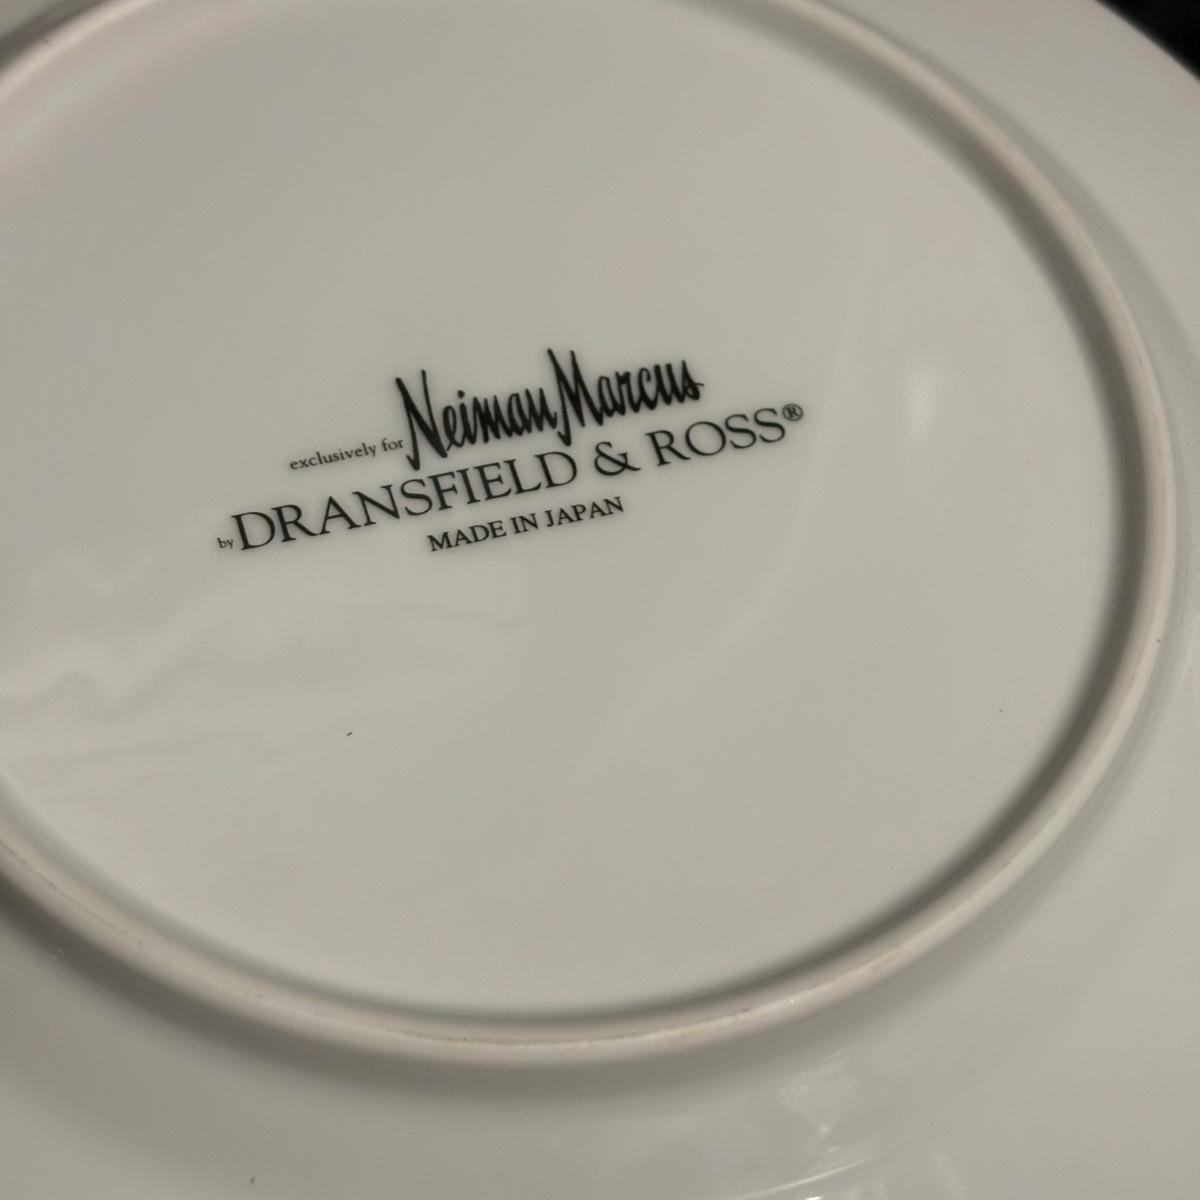 exclusively for Neiman Marcus
by DRANSFIELD & ROSS®
MADE IN JAPAN